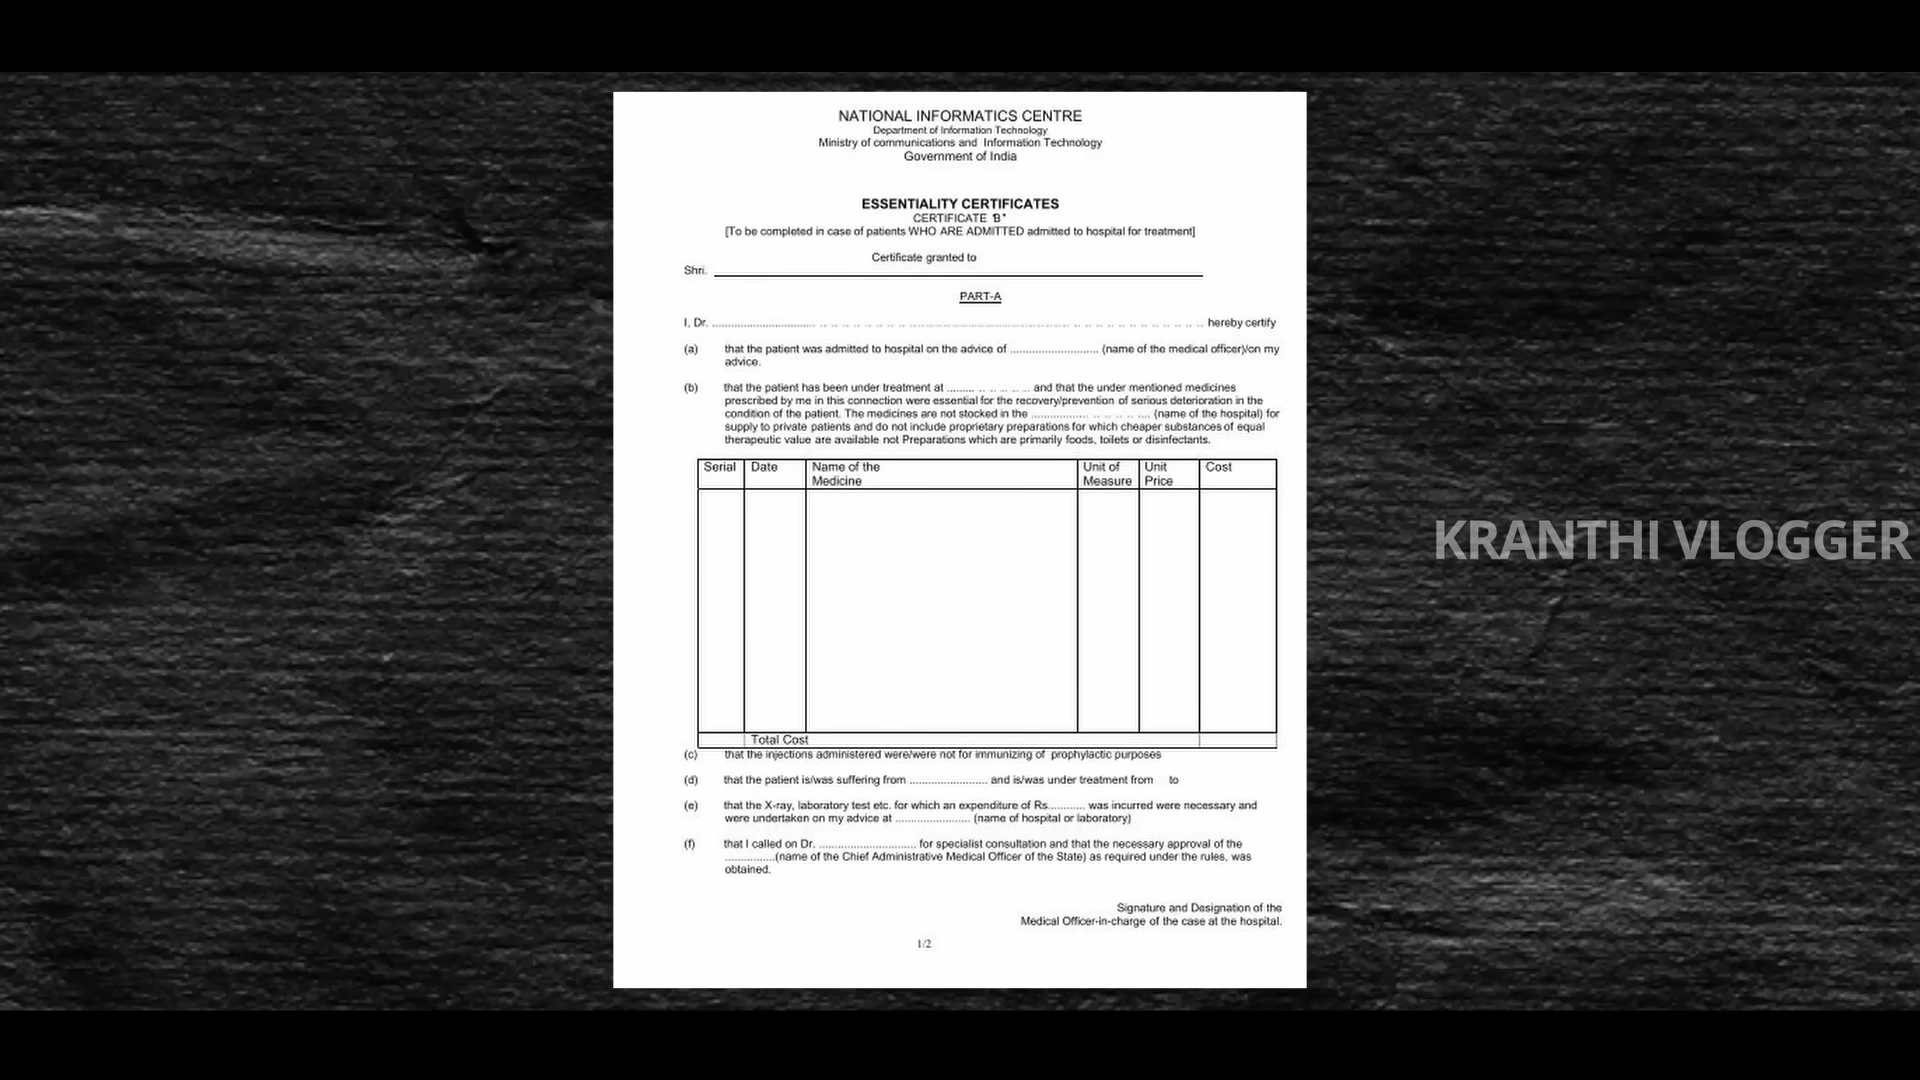 NATIONAL INFORMATICS CENTRE
Department of Information Technology
Ministry of communications and Information Technology
Government of India
ESSENTIALITY CERTIFICATES
CERTIFICATE 'B"
[To be completed in case of patients WHO ARE ADMITTED admitted to hospital for treatment]
Certificate granted to
Shri. ____________________
PART-A
I, Dr. .................................................................................... hereby certify
(a) that the patient was admitted to hospital on the advice of ............................ (name of the medical officer)/on my
advice.
(b) that the patient has been under treatment at ......... .. .. .. .. .. and that the under mentioned medicines
prescribed by me in this connection were essential for the recovery/prevention of serious deterioration in the
condition of the patient. The medicines are not stocked in the .................. .. .. .. .. .... (name of the hospital) for
supply to private patients and do not include proprietary preparations for which cheaper substances of equal
therapeutic value are available not Preparations which are primarily foods, toilets or disinfectants.
Serial Date Name of the Unit of Unit Cost
Medicine Measure Price
Total Cost
(c) that the injections administered were/were not for immunizing of prophylactic purposes
(d) that the patient is/was suffering from ......................... and is/was under treatment from to
(e) that the X-ray, laboratory test etc. for which an expenditure of Rs............ was incurred were necessary and
were undertaken on my advice at ........................ (name of hospital or laboratory)
(f) that I called on Dr. ............................... for specialist consultation and that the necessary approval of the
................(name of the Chief Administrative Medical Officer of the State) as required under the rules, was
obtained.
Signature and Designation of the
Medical Officer-in-charge of the case at the hospital.
1/2
KRANTHI VLOGGER